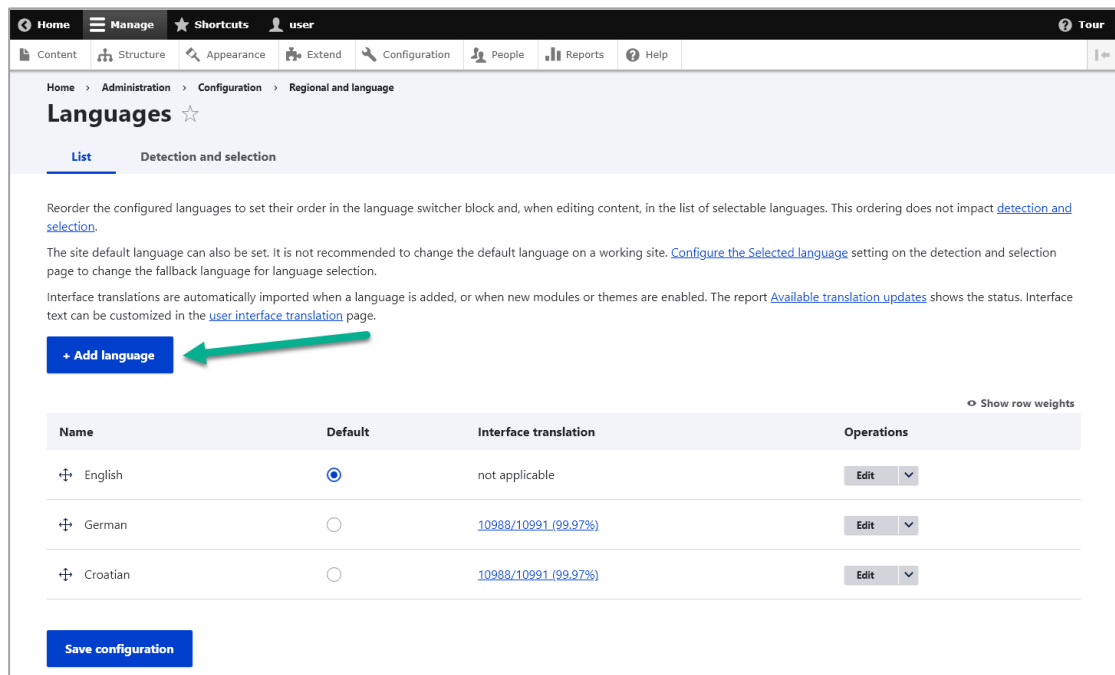 Home Manage Shortcuts user Tour
Content Structure Appearance Extend Configuration People Reports Help
Home › Administration › Configuration › Regional and language
Languages
List Detection and selection
Reorder the configured languages to set their order in the language switcher block and, when editing content, in the list of selectable languages. This ordering does not impact detection and
selection.
The site default language can also be set. It is not recommended to change the default language on a working site. Configure the Selected language setting on the detection and selection
page to change the fallback language for language selection.
Interface translations are automatically imported when a language is added, or when new modules or themes are enabled. The report Available translation updates shows the status. Interface
text can be customized in the user interface translation page.
+ Add language
Show row weights
Name Default Interface translation Operations
English not applicable Edit
German 10988/10991 (99.97%) Edit
Croatian 10988/10991 (99.97%) Edit
Save configuration